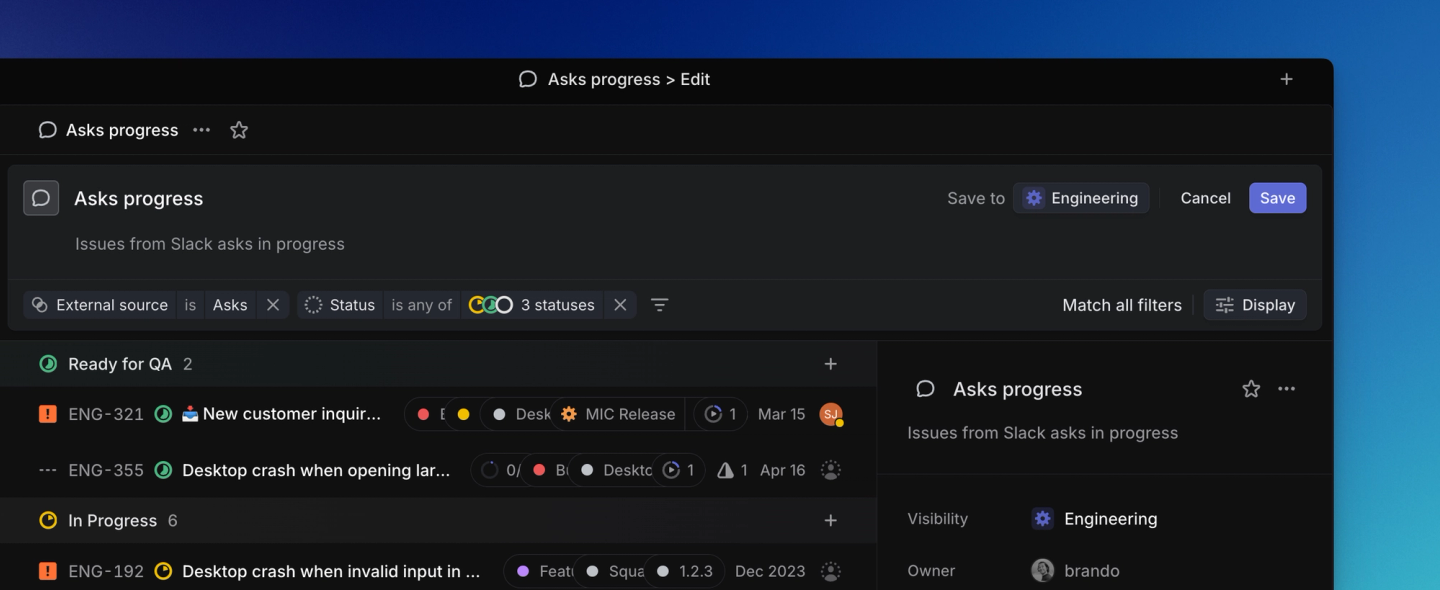 Asks progress > Edit
Asks progress
Asks progress Save to Engineering Cancel Save
Issues from Slack asks in progress
External source is Asks Status is any of 3 statuses Match all filters Display
Ready for QA 2
Asks progress
ENG-321 New customer inquir... Desk MIC Release 1 Mar 15 SJ
Issues from Slack asks in progress
ENG-355 Desktop crash when opening lar... 0/ Bu Deskto 1 1 Apr 16
In Progress 6
Visibility Engineering
ENG-192 Desktop crash when invalid input in ... Featu Squa 1.2.3 Dec 2023
Owner brando